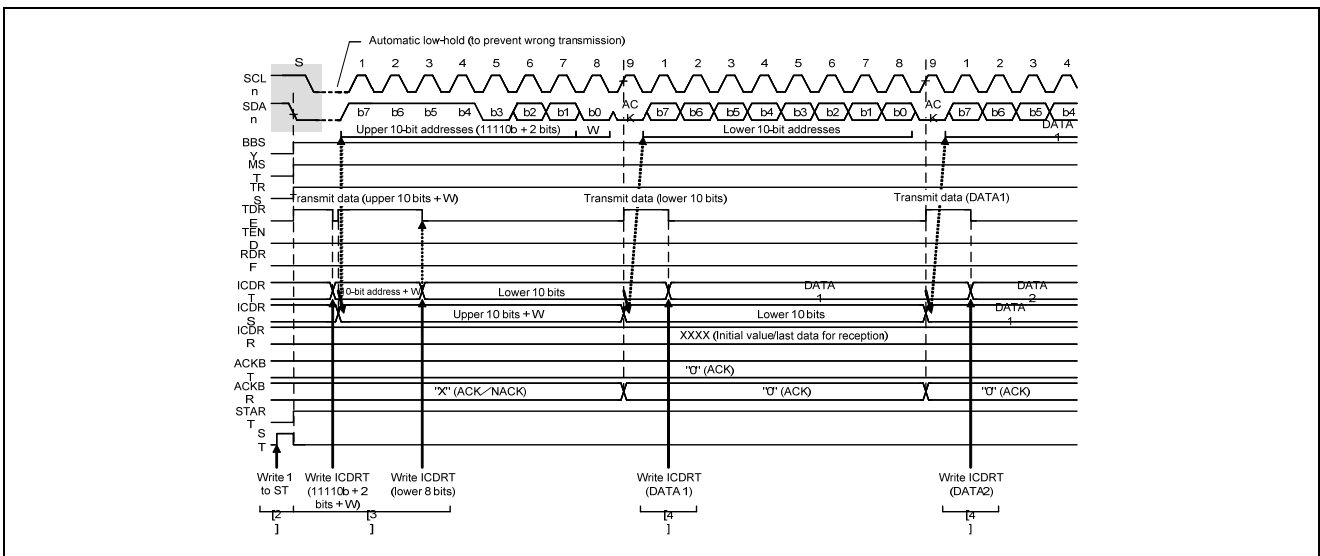 Automatic low-hold (to prevent wrong transmission)
S 1 2 3 4 5 6 7 8 9 1 2 3 4 5 6 7 8 9 1 2 3 4
SCL
n
SDA
n
b7 b6 b5 b4 b3 b2 b1 b0 AC
K b7 b6 b5 b4 b3 b2 b1 b0 AC
K b7 b6 b5 b4
Upper 10-bit addresses (11110b + 2 bits) W Lower 10-bit addresses DATA
1
BBS
Y
MS
T
TR
S
Transmit data (upper 10 bits + W) Transmit data (lower 10 bits) Transmit data (DATA1)
TDR
E
TEN
D
RDR
F
ICDR
T
10-bit address + W Lower 10 bits DATA
1 DATA
2
ICDR
S
Upper 10 bits + W Lower 10 bits DATA
1
ICDR
R
XXXX (Initial value/last data for reception)
ACKB
T
"0" (ACK)
ACKB
R
"X" (ACK/NACK) "0" (ACK) "0" (ACK)
STAR
T
S
T
Write 1
to ST
Write ICDRT
(11110b + 2
bits + W)
Write ICDRT
(lower 8 bits)
Write ICDRT
(DATA 1)
Write ICDRT
(DATA2)
[2
]
[3
]
[4
]
[4
]